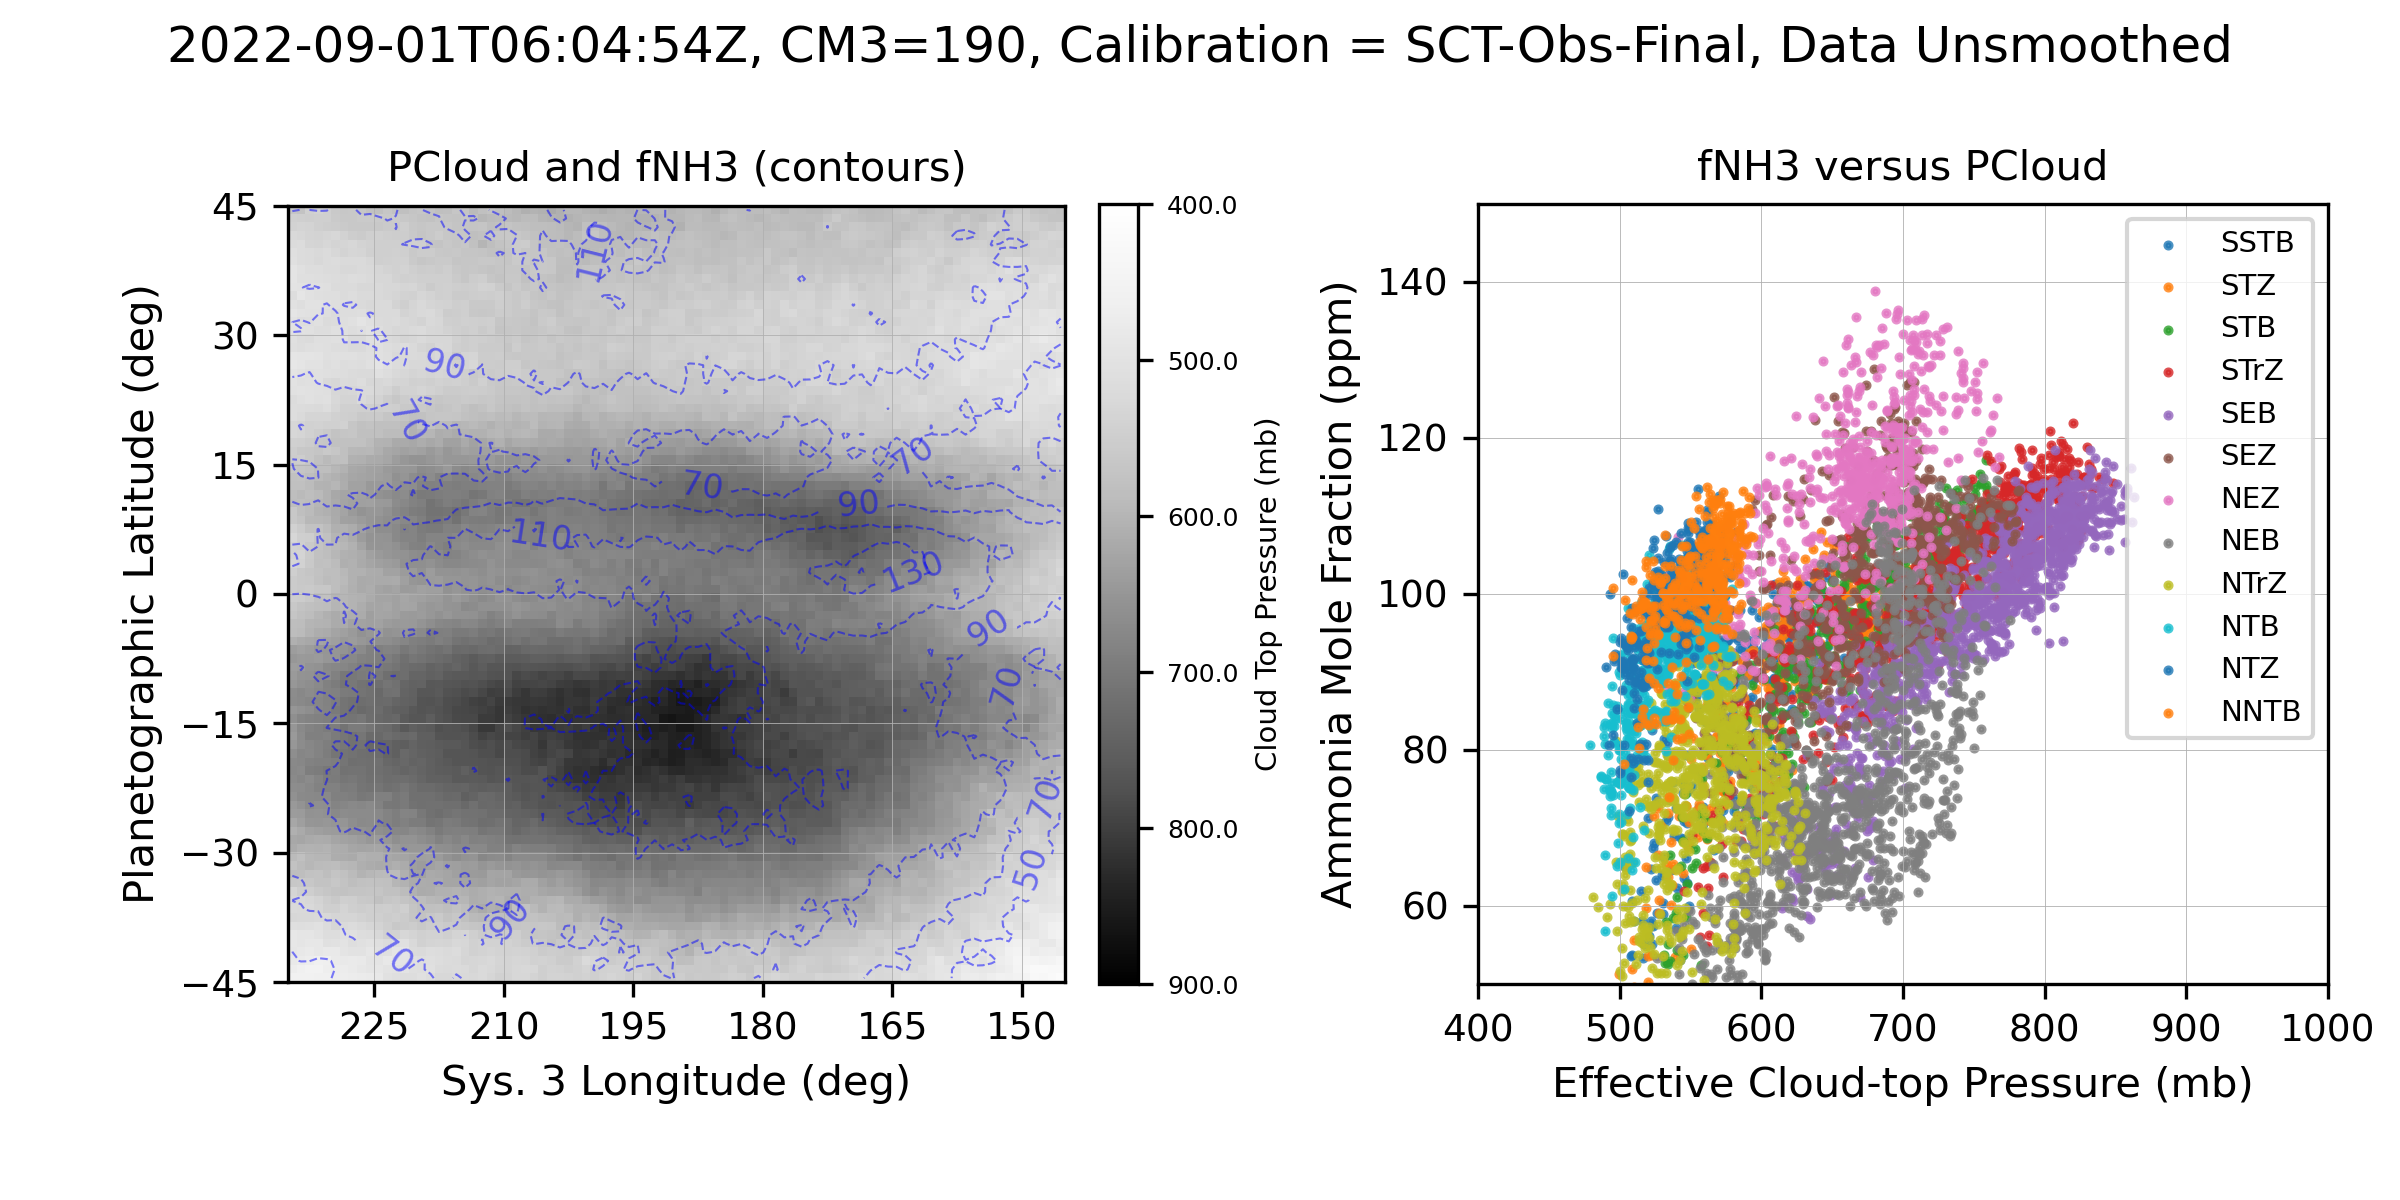 2022-09-01T06:04:54Z, CM3=190, Calibration = SCT-Obs-Final, Data Unsmoothed
PCloud and fNH3 (contours)
45
30
15
0
−15
−30
−45
Planetographic Latitude (deg)
225
210
195
180
165
150
Sys. 3 Longitude (deg)
110
90
70
70
70
90
110
130
90
70
70
50
90
70
400.0
500.0
600.0
700.0
800.0
900.0
Cloud Top Pressure (mb)
fNH3 versus PCloud
140
120
100
80
60
Ammonia Mole Fraction (ppm)
400
500
600
700
800
900
1000
Effective Cloud-top Pressure (mb)
SSTB
STZ
STB
STrZ
SEB
SEZ
NEZ
NEB
NTrZ
NTB
NTZ
NNTB